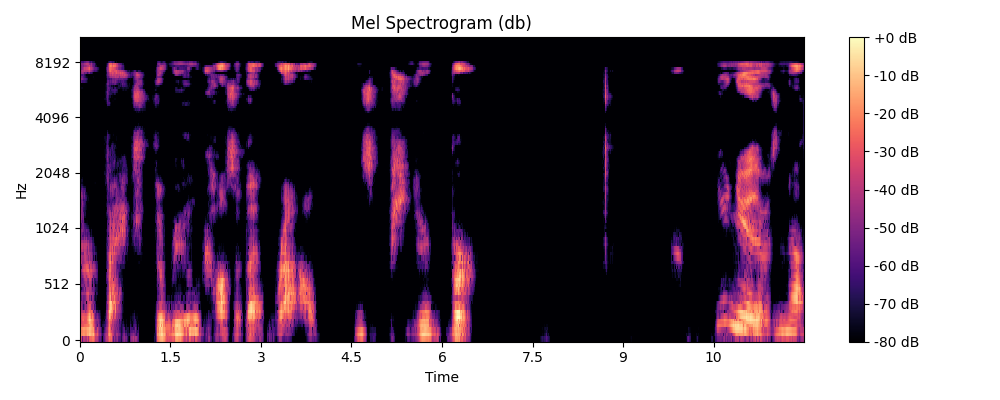 Mel Spectrogram (db)
8192
4096
2048
1024
512
0
Hz
0 1.5 3 4.5 6 7.5 9 10
Time
+0 dB
-10 dB
-20 dB
-30 dB
-40 dB
-50 dB
-60 dB
-70 dB
-80 dB